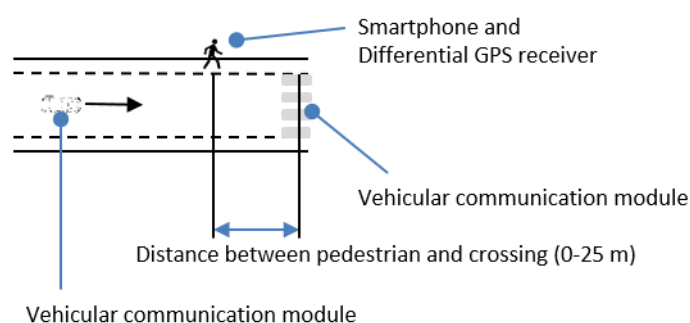 Smartphone and
Differential GPS receiver
Vehicular communication module
Distance between pedestrian and crossing (0-25 m)
Vehicular communication module